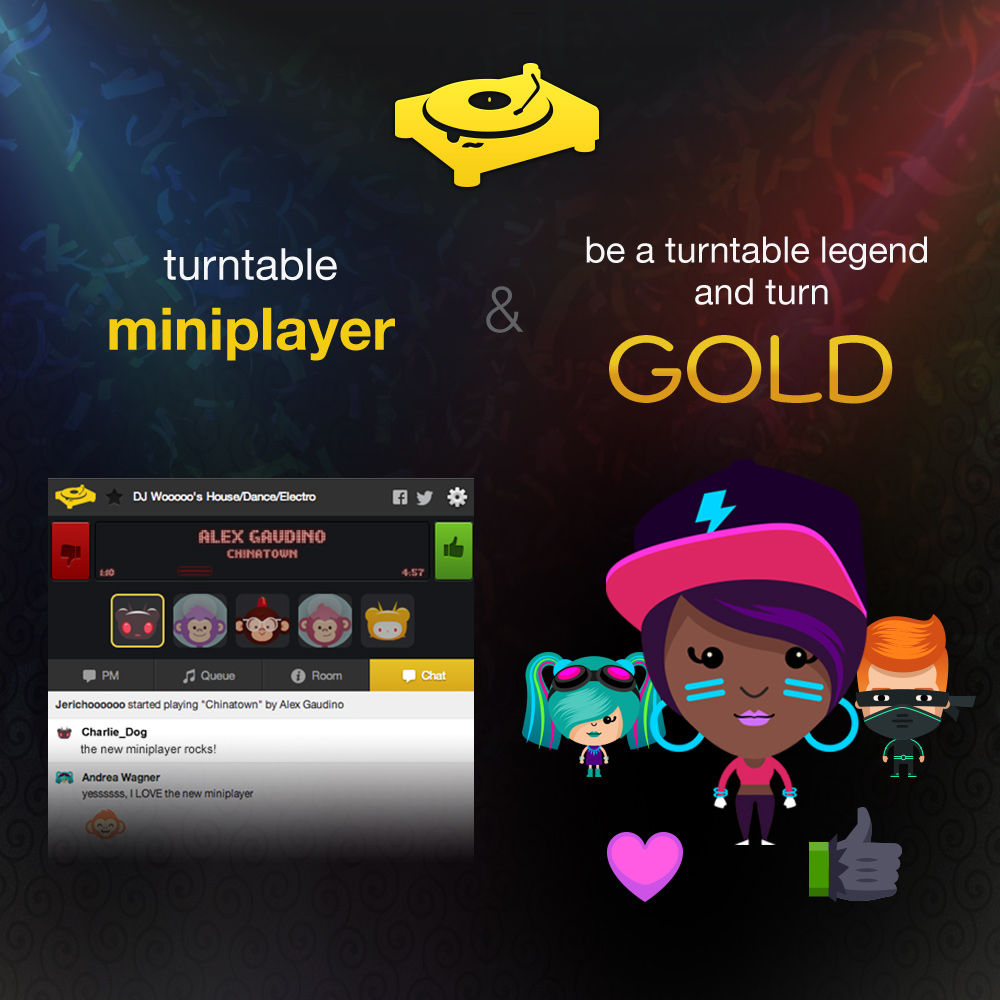 turntable
miniplayer
&
be a turntable legend
and turn
GOLD
DJ Wooooo's House/Dance/Electro
ALEX GAUDINO
CHINATOWN
1:10
4:57
PM
Queue
Room
Chat
Jerichoooooo started playing "Chinatown" by Alex Gaudino
Charlie_Dog
the new miniplayer rocks!
Andrea Wagner
yessssss, I LOVE the new miniplayer